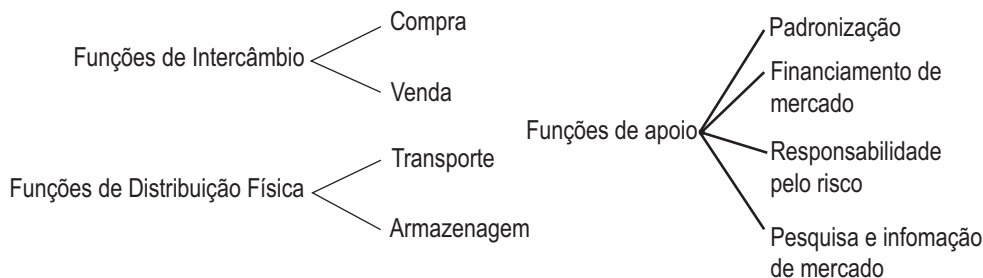 Funções de Intercâmbio
Compra
Venda
Funções de Distribuição Física
Transporte
Armazenagem
Funções de apoio
Padronização
Financiamento de
mercado
Responsabilidade
pelo risco
Pesquisa e infomação
de mercado